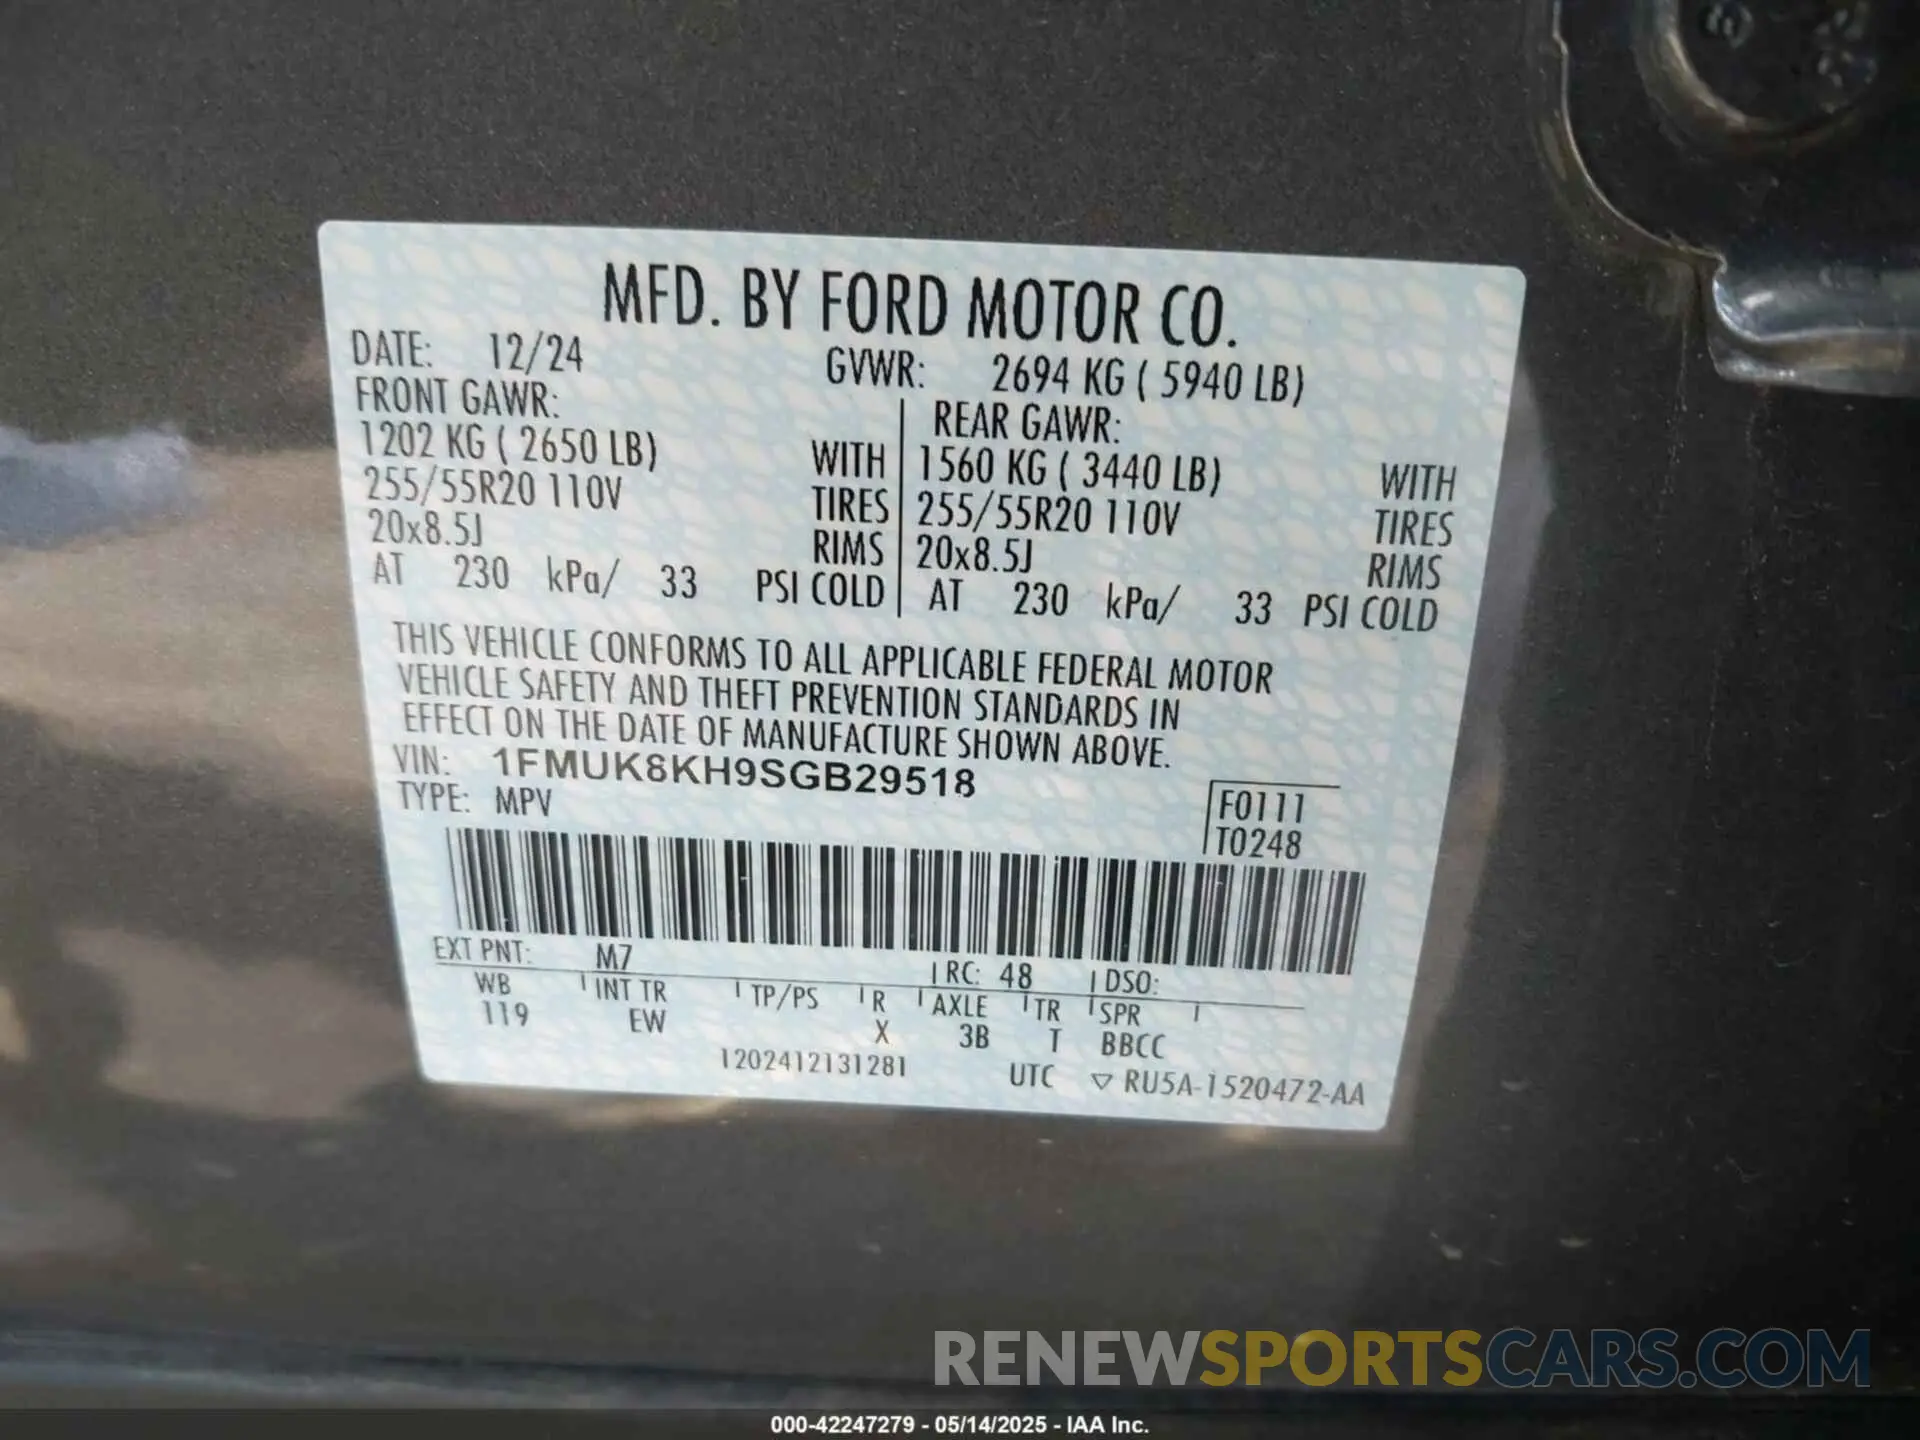 MFD. BY FORD MOTOR CO.
DATE: 12/24 GVWR: 2694 KG ( 5940 LB)
FRONT GAWR: REAR GAWR:
1202 KG ( 2650 LB) WITH 1560 KG ( 3440 LB) WITH
255/55R20 110V TIRES 255/55R20 110V TIRES
20x8.5J RIMS 20x8.5J RIMS
AT 230 kPa/ 33 PSI COLD AT 230 kPa/ 33 PSI COLD
THIS VEHICLE CONFORMS TO ALL APPLICABLE FEDERAL MOTOR
VEHICLE SAFETY AND THEFT PREVENTION STANDARDS IN
EFFECT ON THE DATE OF MANUFACTURE SHOWN ABOVE.
VIN: 1FMUK8KH9SGB29518
TYPE: MPV F0111
T0248
EXT PNT: M7 RC: 48 DSO:
WB INT TR TP/PS R AXLE TR SPR
119 EW X 3B T BBCC
1202412131281 UTC ▽ RU5A-1520472-AA
RENEWSPORTSCARS.COM
000-42247279 - 05/14/2025 - IAA Inc.